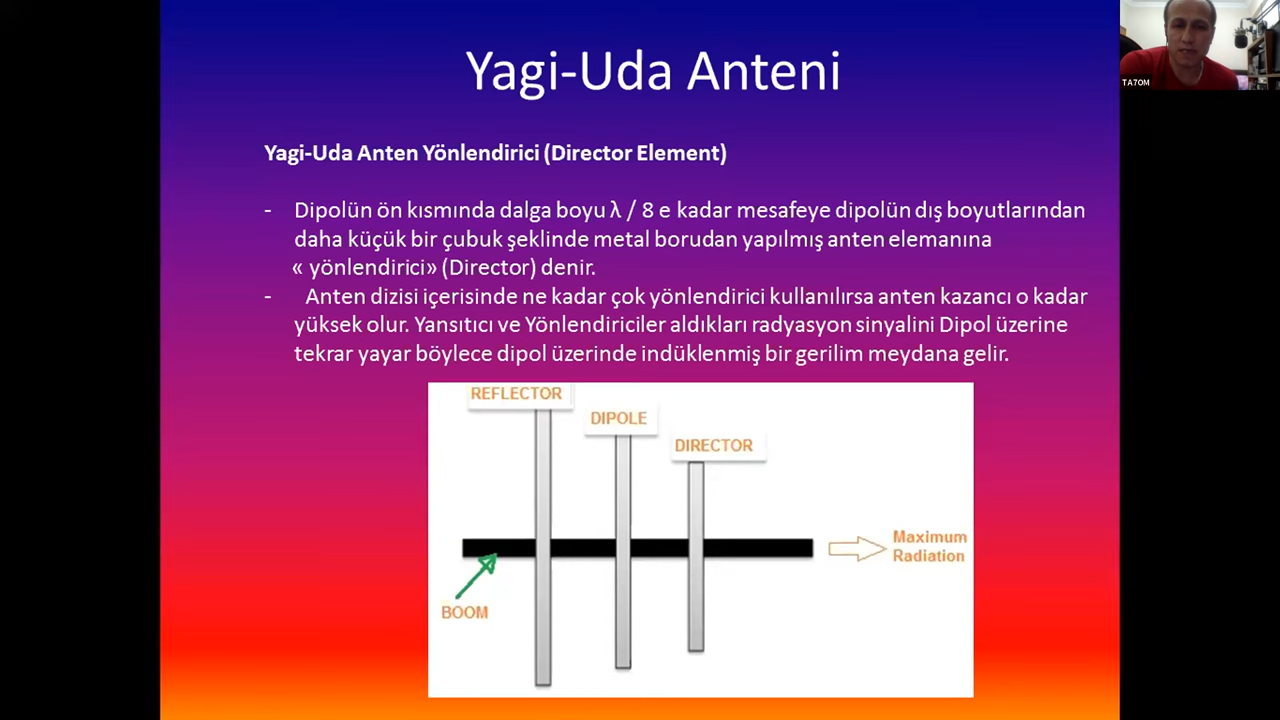 Yagi-Uda Anteni
TA7OM
Yagi-Uda Anten Yönlendirici (Director Element)
- Dipolün ön kısmında dalga boyu λ / 8 e kadar mesafeye dipolün dış boyutlarından
daha küçük bir çubuk şeklinde metal borudan yapılmış anten elemanına
« yönlendirici» (Director) denir.
- Anten dizisi içerisinde ne kadar çok yönlendirici kullanılırsa anten kazancı o kadar
yüksek olur. Yansıtıcı ve Yönlendiriciler aldıkları radyasyon sinyalini Dipol üzerine
tekrar yayar böylece dipol üzerinde indüklenmiş bir gerilim meydana gelir.
REFLECTOR
DIPOLE
DIRECTOR
Maximum
Radiation
BOOM